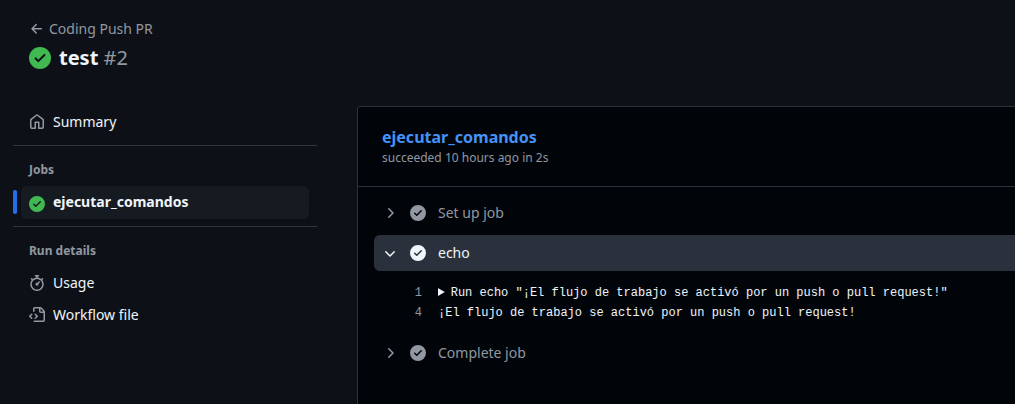 Coding Push PR
test #2
Summary
Jobs
ejecutar_comandos
Run details
Usage
Workflow file
ejecutar_comandos
succeeded 10 hours ago in 2s
Set up job
echo
1 Run echo "¡El flujo de trabajo se activó por un push o pull request!"
4 ¡El flujo de trabajo se activó por un push o pull request!
Complete job